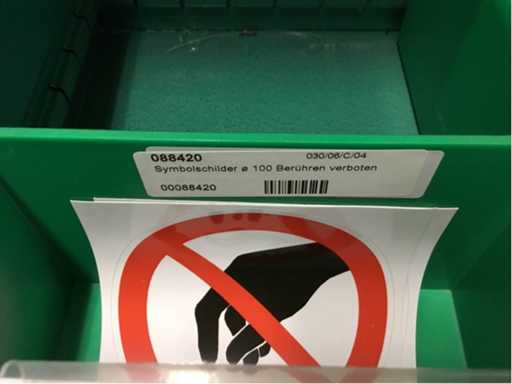 088420 030/06/C/04
Symbolschilder ø 100 Berühren verboten
00088420